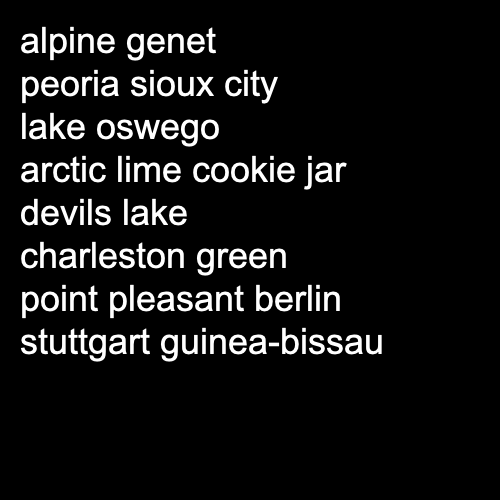 alpine genet
peoria sioux city
lake oswego
arctic lime cookie jar
devils lake
charleston green
point pleasant berlin
stuttgart guinea-bissau